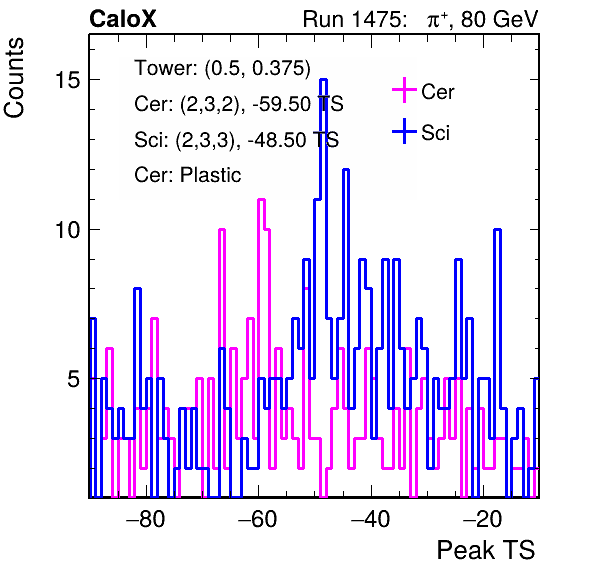 CaloX Run 1475: π⁺, 80 GeV
Counts
Tower: (0.5, 0.375)
Cer: (2,3,2), -59.50 TS
Sci: (2,3,3), -48.50 TS
Cer: Plastic
Cer
Sci
15
10
5
−80 −60 −40 −20
Peak TS